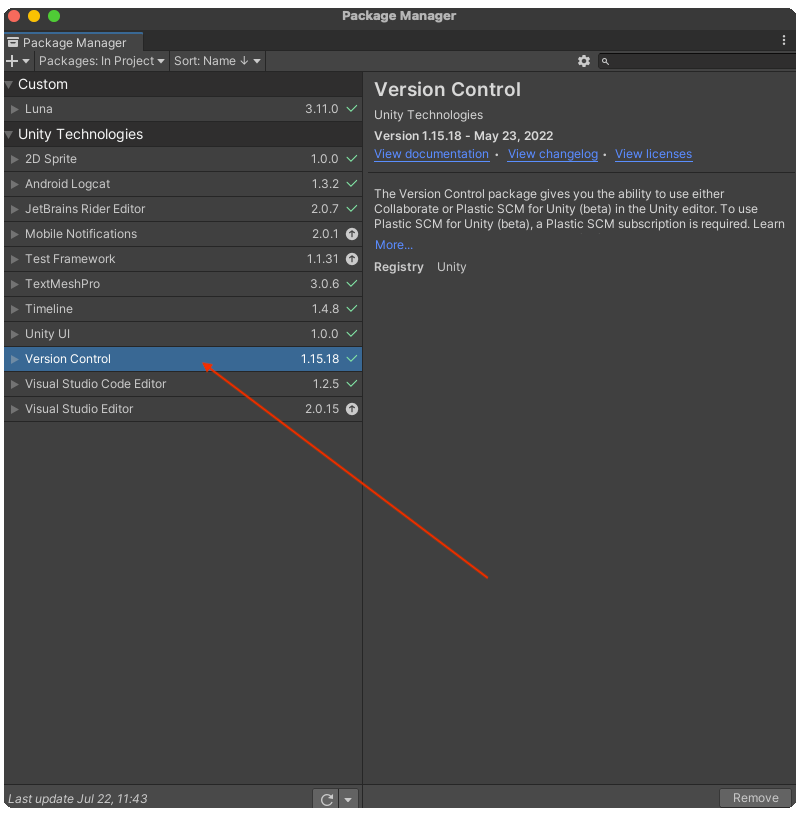 Package Manager
Package Manager
Packages: In Project
Sort: Name ↓
Custom
Luna 3.11.0
Unity Technologies
2D Sprite 1.0.0
Android Logcat 1.3.2
JetBrains Rider Editor 2.0.7
Mobile Notifications 2.0.1
Test Framework 1.1.31
TextMeshPro 3.0.6
Timeline 1.4.8
Unity UI 1.0.0
Version Control 1.15.18
Visual Studio Code Editor 1.2.5
Visual Studio Editor 2.0.15
Last update Jul 22, 11:43
Version Control
Unity Technologies
Version 1.15.18 - May 23, 2022
View documentation • View changelog • View licenses
The Version Control package gives you the ability to use either
Collaborate or Plastic SCM for Unity (beta) in the Unity editor. To use
Plastic SCM for Unity (beta), a Plastic SCM subscription is required. Learn
More...
Registry Unity
Remove